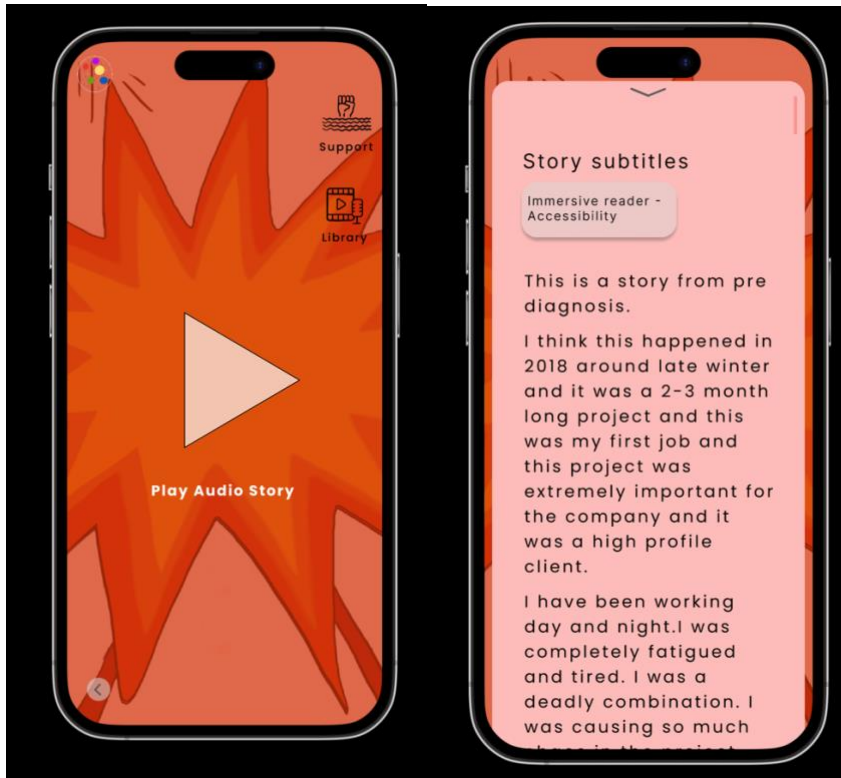 Support
Library
Play Audio Story
Story subtitles
Immersive reader -
Accessibility
This is a story from pre
diagnosis.
I think this happened in
2018 around late winter
and it was a 2-3 month
long project and this
was my first job and
this project was
extremely important for
the company and it
was a high profile
client.
I have been working
day and night.I was
completely fatigued
and tired. I was a
deadly combination. I
was causing so much